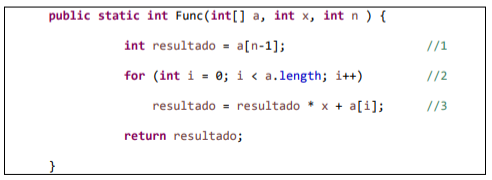 public static int Func(int[] a, int x, int n ) {
int resultado = a[n-1]; //1
for (int i = 0; i < a.length; i++) //2
resultado = resultado * x + a[i]; //3
return resultado;
}